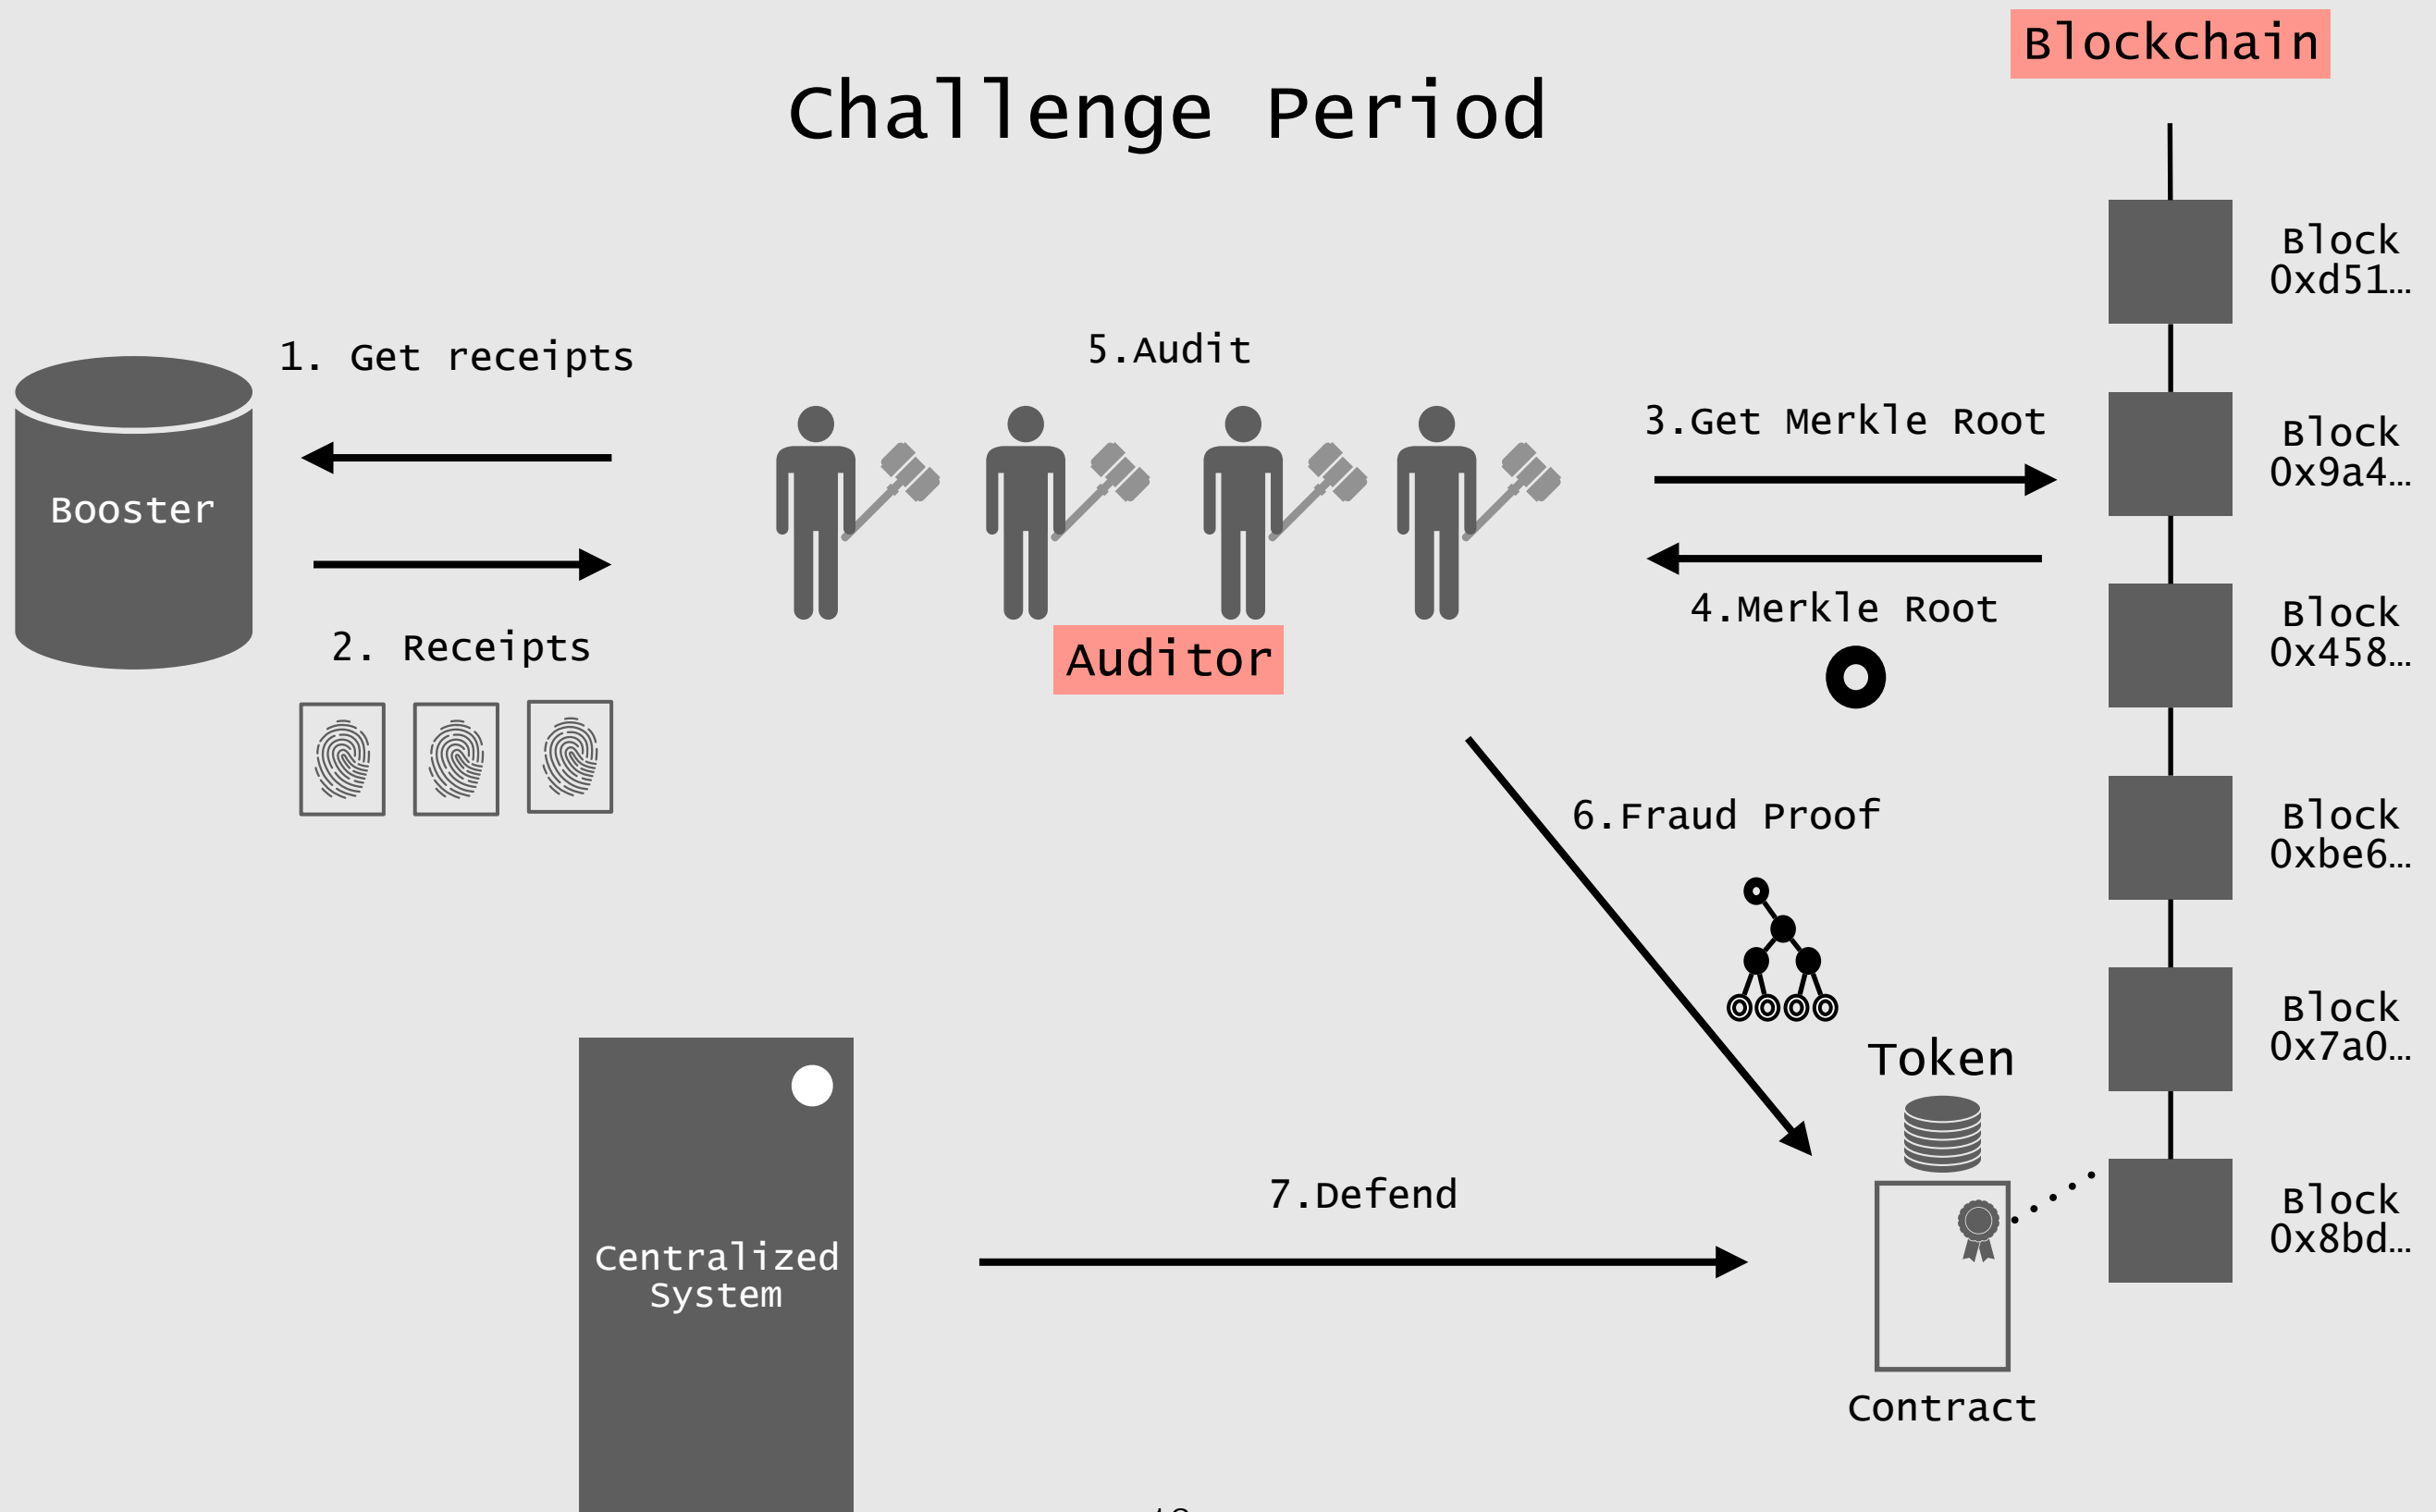 Blockchain
Challenge Period
Block
0xd51…
1. Get receipts
5.Audit
3.Get Merkle Root
Block
0x9a4…
Booster
2. Receipts
Auditor
4.Merkle Root
Block
0x458…
6.Fraud Proof
Block
0xbe6…
Token
Block
0x7a0…
7.Defend
Centralized
System
Block
0x8bd…
Contract